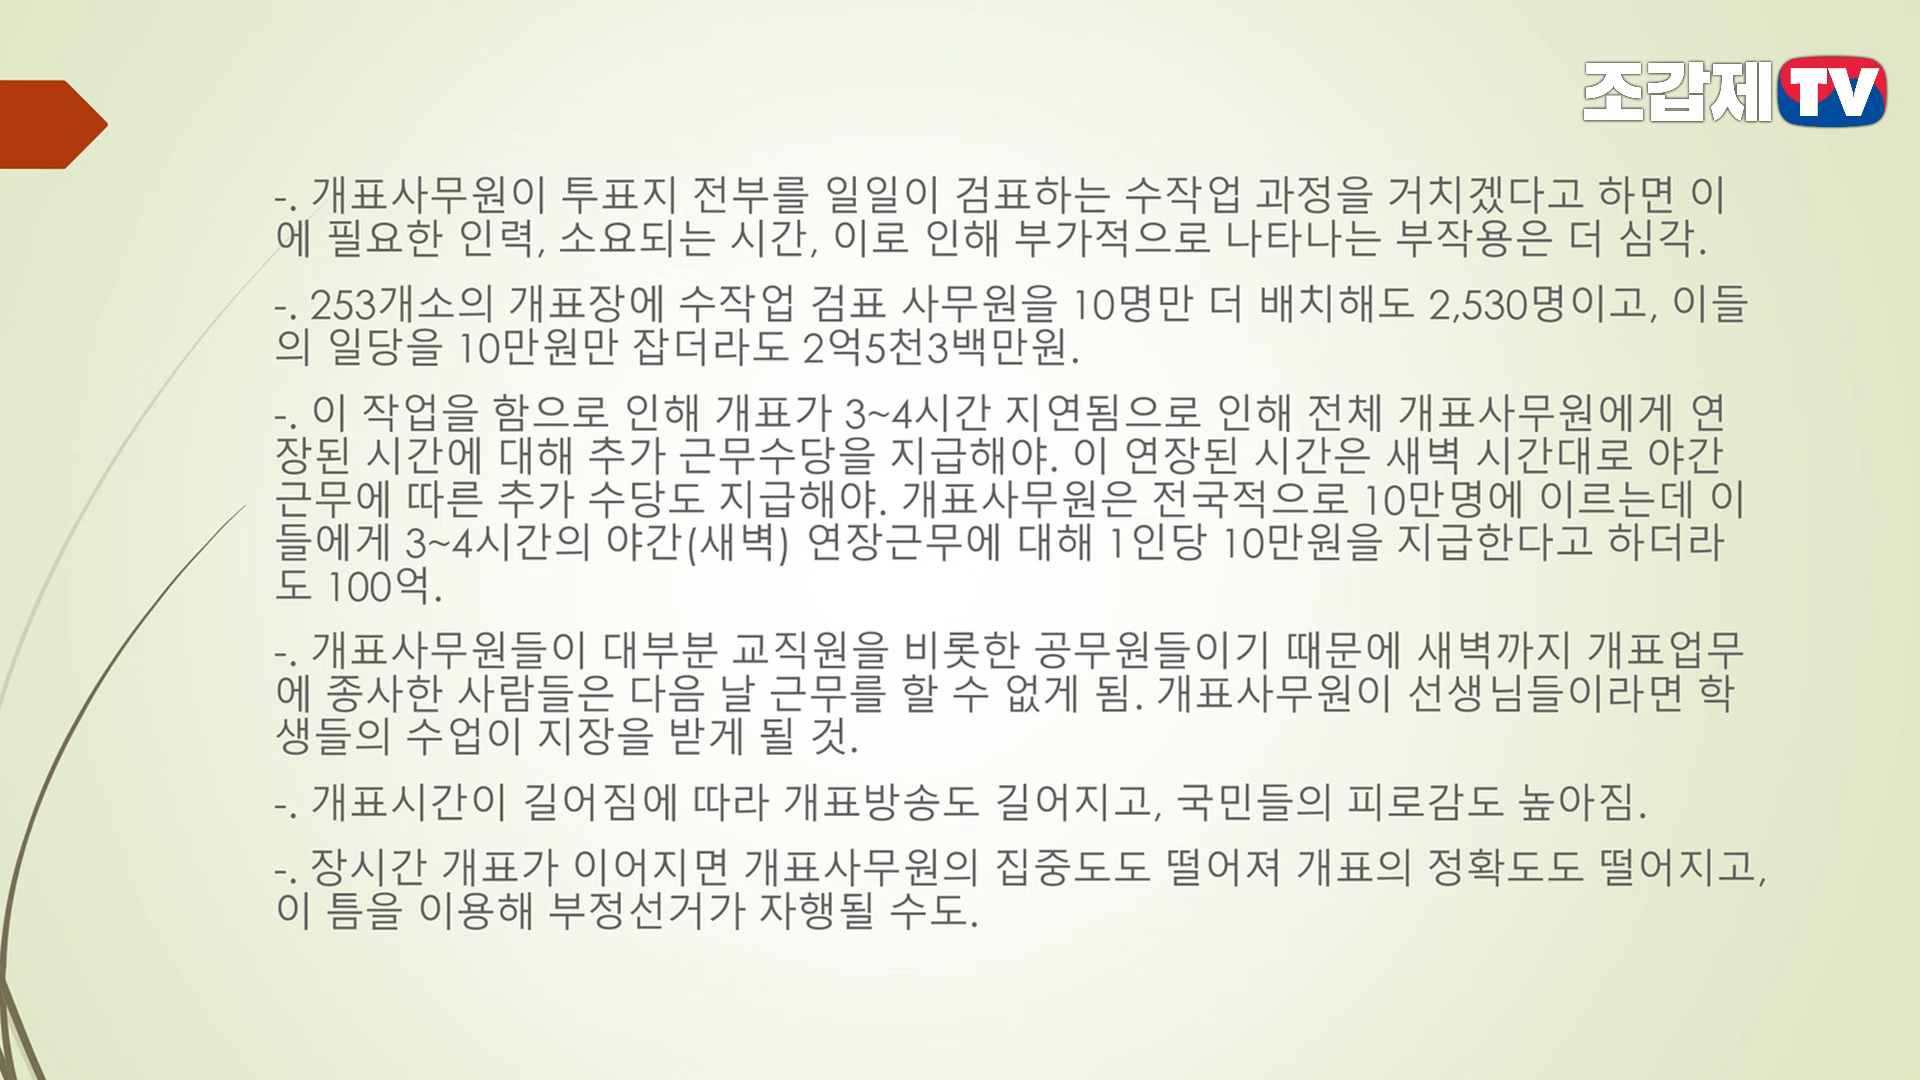 조갑제TV
-. 개표사무원이 투표지 전부를 일일이 검표하는 수작업 과정을 거치겠다고 하면 이
에 필요한 인력, 소요되는 시간, 이로 인해 부가적으로 나타나는 부작용은 더 심각.
-. 253개소의 개표장에 수작업 검표 사무원을 10명만 더 배치해도 2,530명이고, 이들
의 일당을 10만원만 잡더라도 2억5천3백만원.
-. 이 작업을 함으로 인해 개표가 3~4시간 지연됨으로 인해 전체 개표사무원에게 연
장된 시간에 대해 추가 근무수당을 지급해야. 이 연장된 시간은 새벽 시간대로 야간
근무에 따른 추가 수당도 지급해야. 개표사무원은 전국적으로 10만명에 이르는데 이
들에게 3~4시간의 야간(새벽) 연장근무에 대해 1인당 10만원을 지급한다고 하더라
도 100억.
-. 개표사무원들이 대부분 교직원을 비롯한 공무원들이기 때문에 새벽까지 개표업무
에 종사한 사람들은 다음 날 근무를 할 수 없게 됨. 개표사무원이 선생님들이라면 학
생들의 수업이 지장을 받게 될 것.
-. 개표시간이 길어짐에 따라 개표방송도 길어지고, 국민들의 피로감도 높아짐.
-. 장시간 개표가 이어지면 개표사무원의 집중도도 떨어져 개표의 정확도도 떨어지고,
이 틈을 이용해 부정선거가 자행될 수도.